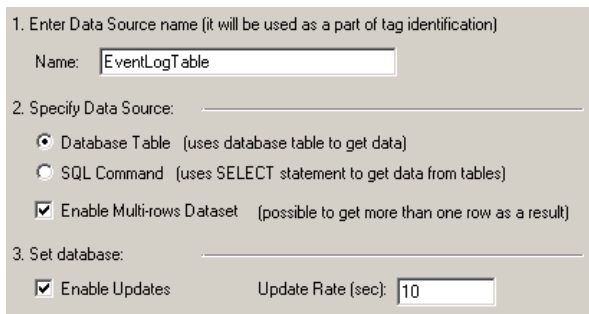 1. Enter Data Source name (it will be used as a part of tag identification)
Name: EventLogTable
2. Specify Data Source:
Database Table (uses database table to get data)
SQL Command (uses SELECT statement to get data from tables)
Enable Multi-rows Dataset (possible to get more than one row as a result)
3. Set database:
Enable Updates Update Rate (sec): 10